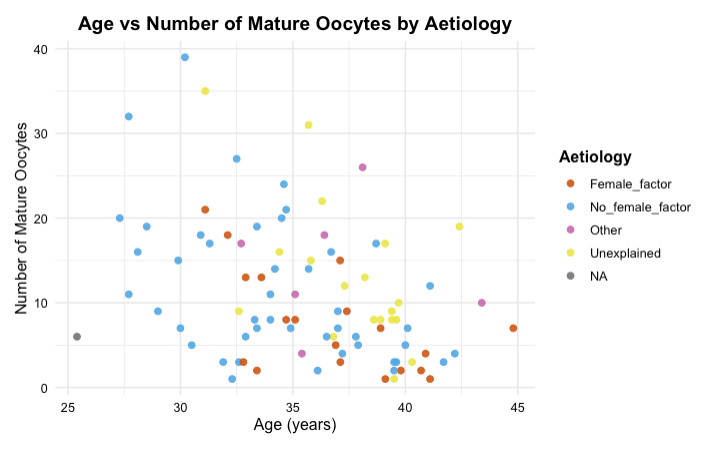 Age vs Number of Mature Oocytes by Aetiology
Number of Mature Oocytes
40
30
20
10
0
25 30 35 40 45
Age (years)
Aetiology
Female_factor
No_female_factor
Other
Unexplained
NA